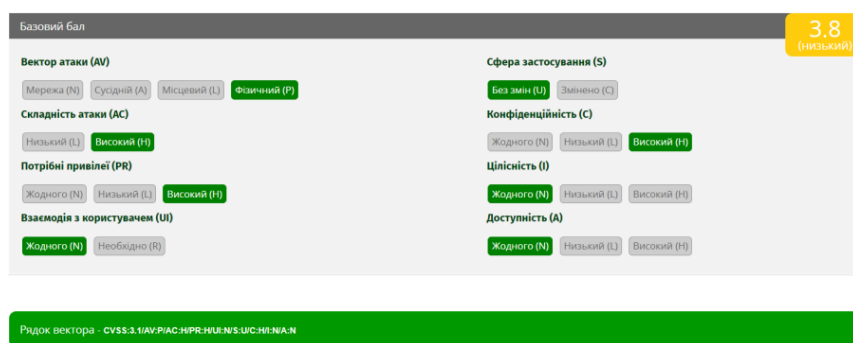 Базовий бал
3.8
(низький)
Вектор атаки (AV)
Мережа (N) Сусідній (A) Місцевий (L) Фізичний (P)
Складність атаки (AC)
Низький (L) Високий (H)
Потрібні привілеї (PR)
Жодного (N) Низький (L) Високий (H)
Взаємодія з користувачем (UI)
Жодного (N) Необхідно (R)
Сфера застосування (S)
Без змін (U) Змінено (C)
Конфіденційність (C)
Жодного (N) Низький (L) Високий (H)
Цілісність (I)
Жодного (N) Низький (L) Високий (H)
Доступність (A)
Жодного (N) Низький (L) Високий (H)
Рядок вектора - CVSS:3.1/AV:P/AC:H/PR:H/UI:N/S:U/C:H/I:N/A:N